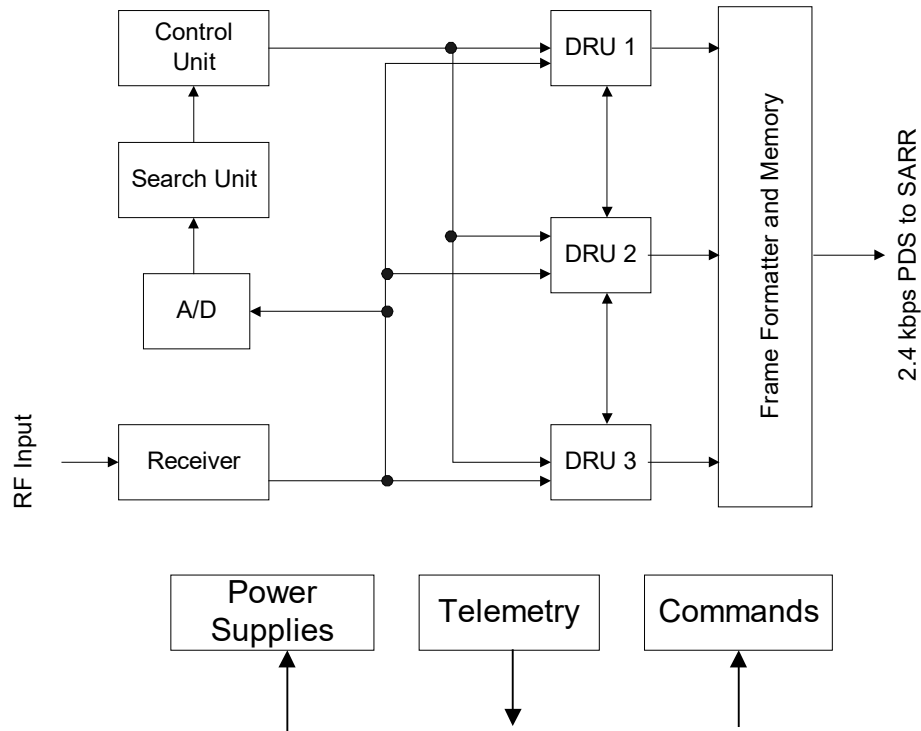 Control
Unit
DRU 1
Search Unit
DRU 2
A/D
Frame Formatter and Memory
2.4 kbps PDS to SARR
RF Input
Receiver
DRU 3
Power
Supplies
Telemetry
Commands